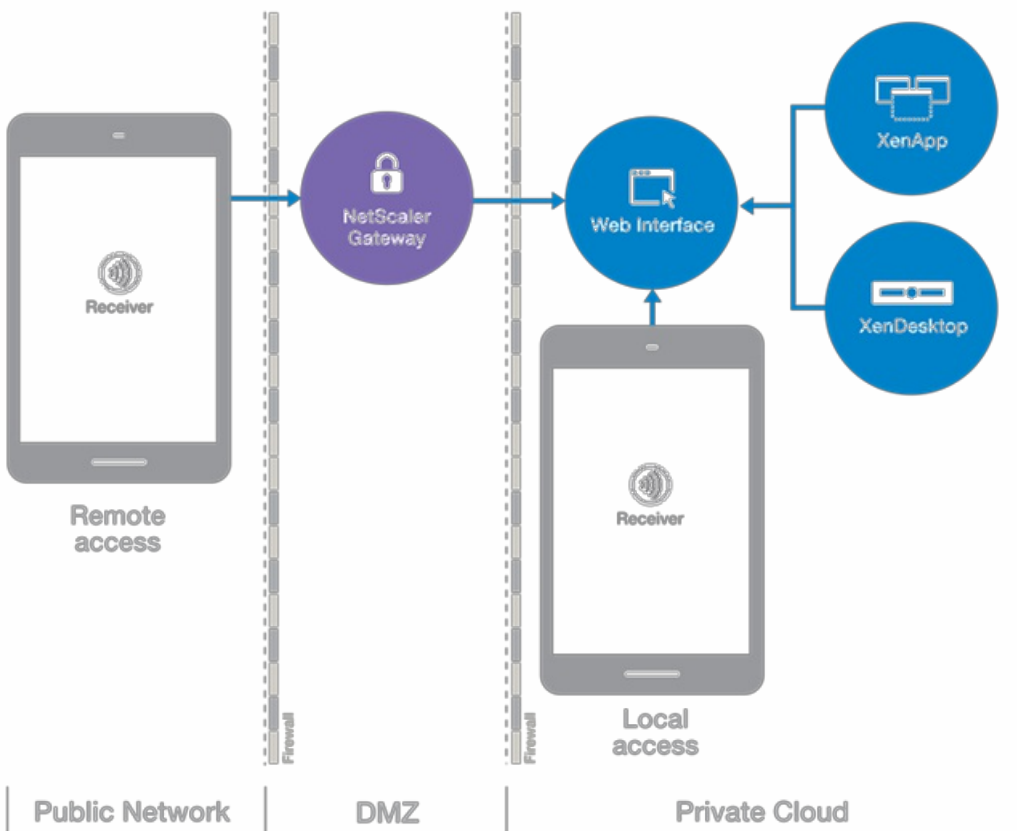 Receiver
Remote
access
Firewall
NetScaler
Gateway
Firewall
Web Interface
XenApp
XenDesktop
Receiver
Local
access
Public Network
DMZ
Private Cloud